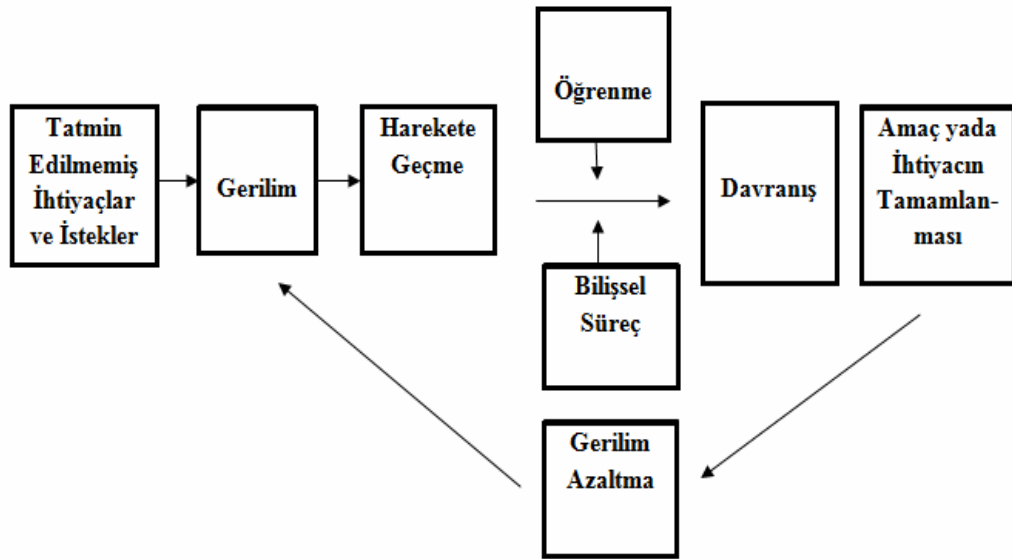 Tatmin
Edilmemiş
İhtiyaçlar
ve İstekler
Gerilim
Harekete
Geçme
Öğrenme
Bilişsel
Süreç
Davranış
Amaç yada
İhtiyacın
Tamamlan-
ması
Gerilim
Azaltma